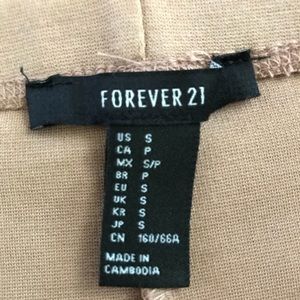 FOREVER 21
US S
CA P
MX S/P
BR P
EU S
UK S
KR S
JP S
CN 160/66A
MADE IN
CAMBODIA